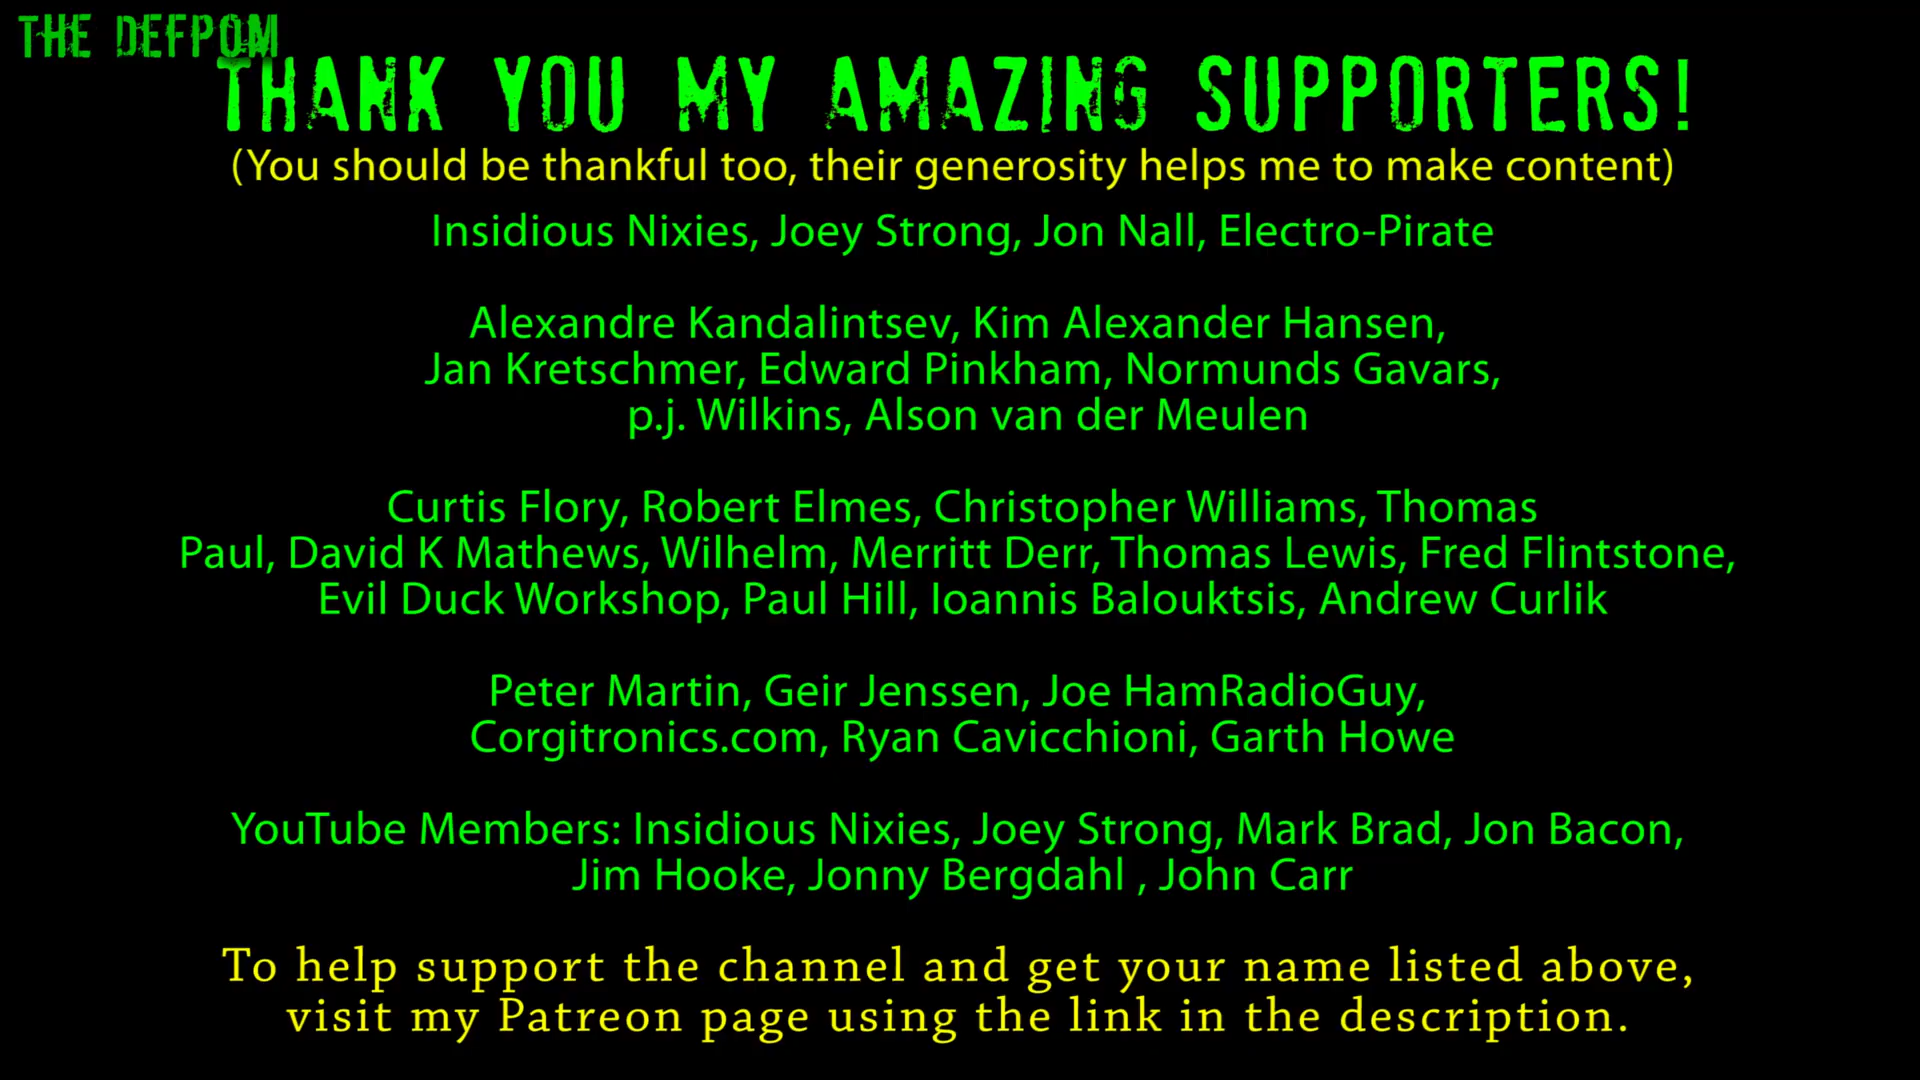 THE DEFPOM
THANK YOU MY AMAZING SUPPORTERS!
(You should be thankful too, their generosity helps me to make content)
Insidious Nixies, Joey Strong, Jon Nall, Electro-Pirate
Alexandre Kandalintsev, Kim Alexander Hansen,
Jan Kretschmer, Edward Pinkham, Normunds Gavars,
p.j. Wilkins, Alson van der Meulen
Curtis Flory, Robert Elmes, Christopher Williams, Thomas
Paul, David K Mathews, Wilhelm, Merritt Derr, Thomas Lewis, Fred Flintstone,
Evil Duck Workshop, Paul Hill, Ioannis Balouktsis, Andrew Curlik
Peter Martin, Geir Jenssen, Joe HamRadioGuy,
Corgitronics.com, Ryan Cavicchioni, Garth Howe
YouTube Members: Insidious Nixies, Joey Strong, Mark Brad, Jon Bacon,
Jim Hooke, Jonny Bergdahl , John Carr
To help support the channel and get your name listed above,
visit my Patreon page using the link in the description.